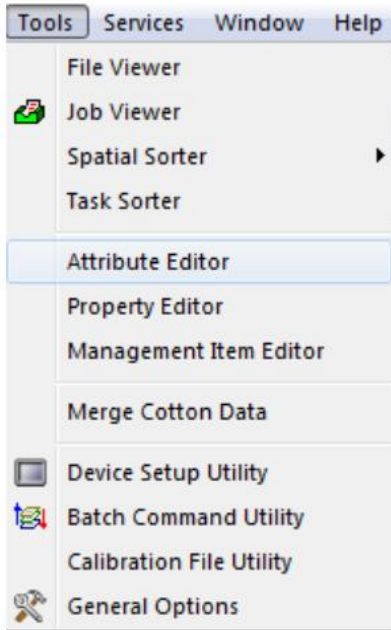 Tools Services Window Help
File Viewer
Job Viewer
Spatial Sorter
Task Sorter
Attribute Editor
Property Editor
Management Item Editor
Merge Cotton Data
Device Setup Utility
Batch Command Utility
Calibration File Utility
General Options